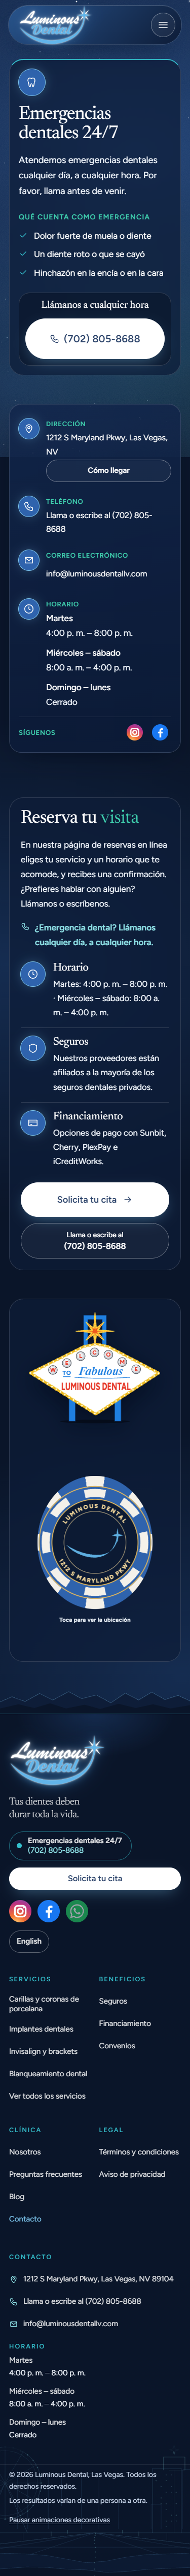 Luminous
DENTAL
Emergencias
dentales 24/7
Atendemos emergencias dentales
cualquier día, a cualquier hora. Por
favor, llama antes de venir.
QUÉ CUENTA COMO EMERGENCIA
Dolor fuerte de muela o diente
Un diente roto o que se cayó
Hinchazón en la encía o en la cara
Llámanos a cualquier hora
(702) 805-8688
DIRECCIÓN
1212 S Maryland Pkwy, Las Vegas,
NV
Cómo llegar
TELÉFONO
Llama o escribe al (702) 805-
8688
CORREO ELECTRÓNICO
info@luminousdentallv.com
HORARIO
Martes
4:00 p. m. – 8:00 p. m.
Miércoles – sábado
8:00 a. m. – 4:00 p. m.
Domingo – lunes
Cerrado
SÍGUENOS
Reserva tu visita
En nuestra página de reservas en línea
eliges tu servicio y un horario que te
acomode, y recibes una confirmación.
¿Prefieres hablar con alguien?
Llámanos o escríbenos.
¿Emergencia dental? Llámanos
cualquier día, a cualquier hora.
Horario
Martes: 4:00 p. m. – 8:00 p. m.
· Miércoles – sábado: 8:00 a.
m. – 4:00 p. m.
Seguros
Nuestros proveedores están
afiliados a la mayoría de los
seguros dentales privados.
Financiamiento
Opciones de pago con Sunbit,
Cherry, PlexPay e
iCreditWorks.
Solicita tu cita
Llama o escribe al
(702) 805-8688
WELCOME
TO Fabulous
LUMINOUS DENTAL
LUMINOUS DENTAL
1212 S MARYLAND PKWY
Toca para ver la ubicación
Luminous
DENTAL
Tus dientes deben
durar toda la vida.
Emergencias dentales 24/7
(702) 805-8688
Solicita tu cita
English
SERVICIOS
Carillas y coronas de
porcelana
Implantes dentales
Invisalign y brackets
Blanqueamiento dental
Ver todos los servicios
BENEFICIOS
Seguros
Financiamiento
Convenios
CLÍNICA
Nosotros
Preguntas frecuentes
Blog
Contacto
LEGAL
Términos y condiciones
Aviso de privacidad
CONTACTO
1212 S Maryland Pkwy, Las Vegas, NV 89104
Llama o escribe al (702) 805-8688
info@luminousdentallv.com
HORARIO
Martes
4:00 p. m. – 8:00 p. m.
Miércoles – sábado
8:00 a. m. – 4:00 p. m.
Domingo – lunes
Cerrado
© 2026 Luminous Dental, Las Vegas. Todos los
derechos reservados.
Los resultados varían de una persona a otra.
Pausar animaciones decorativas